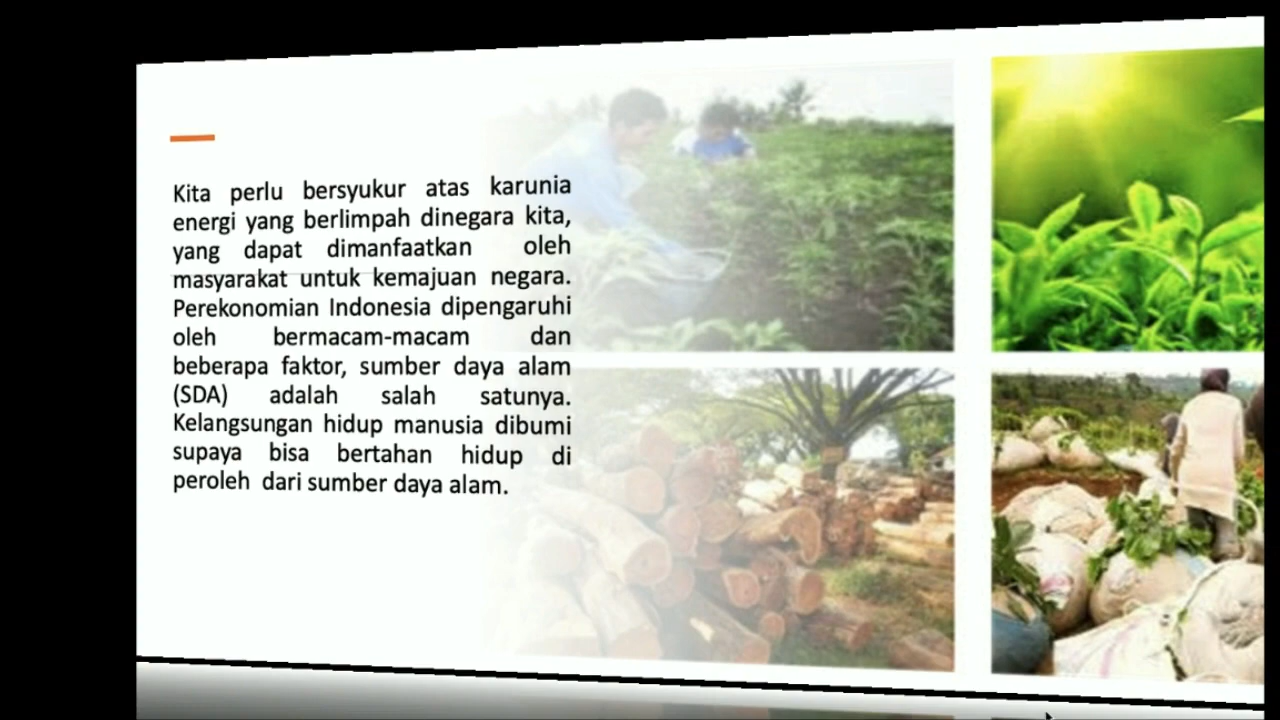 Kita perlu bersyukur atas karunia
energi yang berlimpah dinegara kita,
yang dapat dimanfaatkan oleh
masyarakat untuk kemajuan negara.
Perekonomian Indonesia dipengaruhi
oleh bermacam-macam dan
beberapa faktor, sumber daya alam
(SDA) adalah salah satunya.
Kelangsungan hidup manusia dibumi
supaya bisa bertahan hidup di
peroleh dari sumber daya alam.